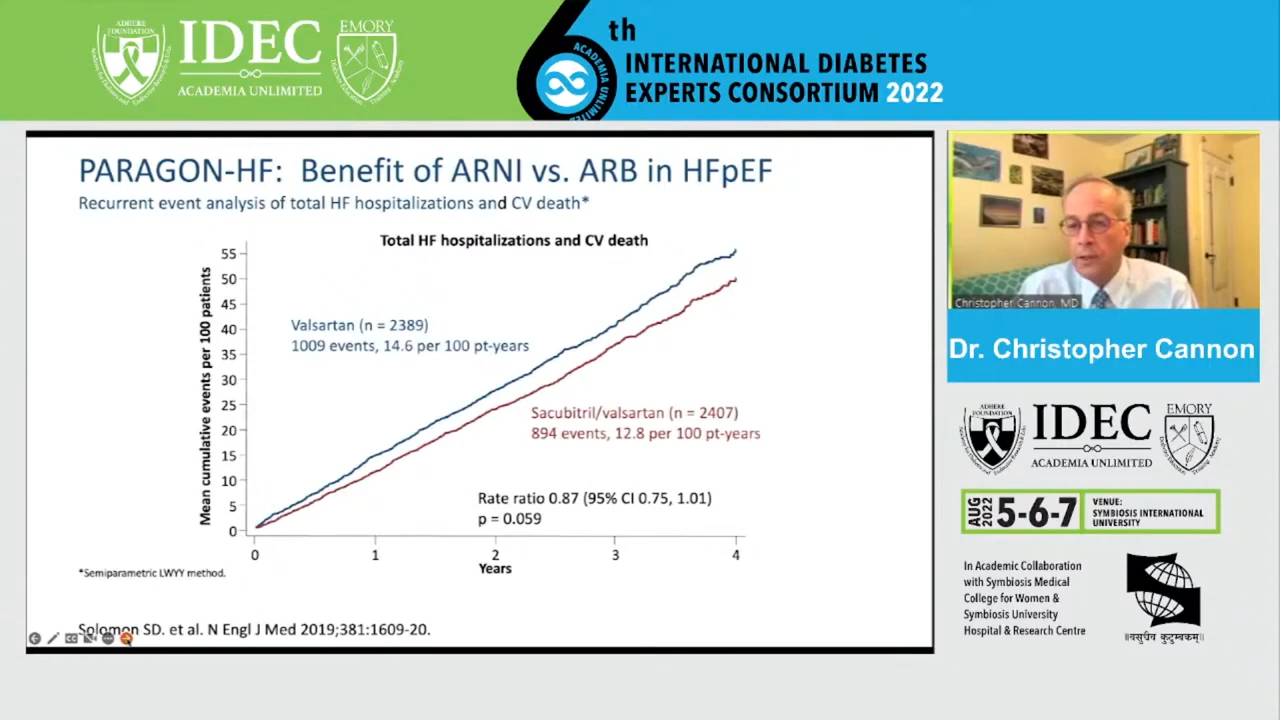 ADHERE
FOUNDATION
IDEC
ACADEMIA UNLIMITED
EMORY
6th
ACADEMIA UNLIMITED
INTERNATIONAL DIABETES
EXPERTS CONSORTIUM 2022
PARAGON-HF: Benefit of ARNI vs. ARB in HFpEF
Recurrent event analysis of total HF hospitalizations and CV death*
Total HF hospitalizations and CV death
Mean cumulative events per 100 patients
55
50
45
40
35
30
25
20
15
10
5
0
Valsartan (n = 2389)
1009 events, 14.6 per 100 pt-years
Sacubitril/valsartan (n = 2407)
894 events, 12.8 per 100 pt-years
Rate ratio 0.87 (95% CI 0.75, 1.01)
p = 0.059
0 1 2 3 4
Years
*Semiparametric LWYY method.
Solomon SD. et al. N Engl J Med 2019;381:1609-20.
Christopher Cannon, MD
Dr. Christopher Cannon
ADHERE
FOUNDATION
IDEC
ACADEMIA UNLIMITED
EMORY
AUG
2022
5-6-7
VENUE:
SYMBIOSIS INTERNATIONAL
UNIVERSITY
In Academic Collaboration
with Symbiosis Medical
College for Women &
Symbiosis University
Hospital & Research Centre
॥वसुधैव कुटुम्बकम्॥